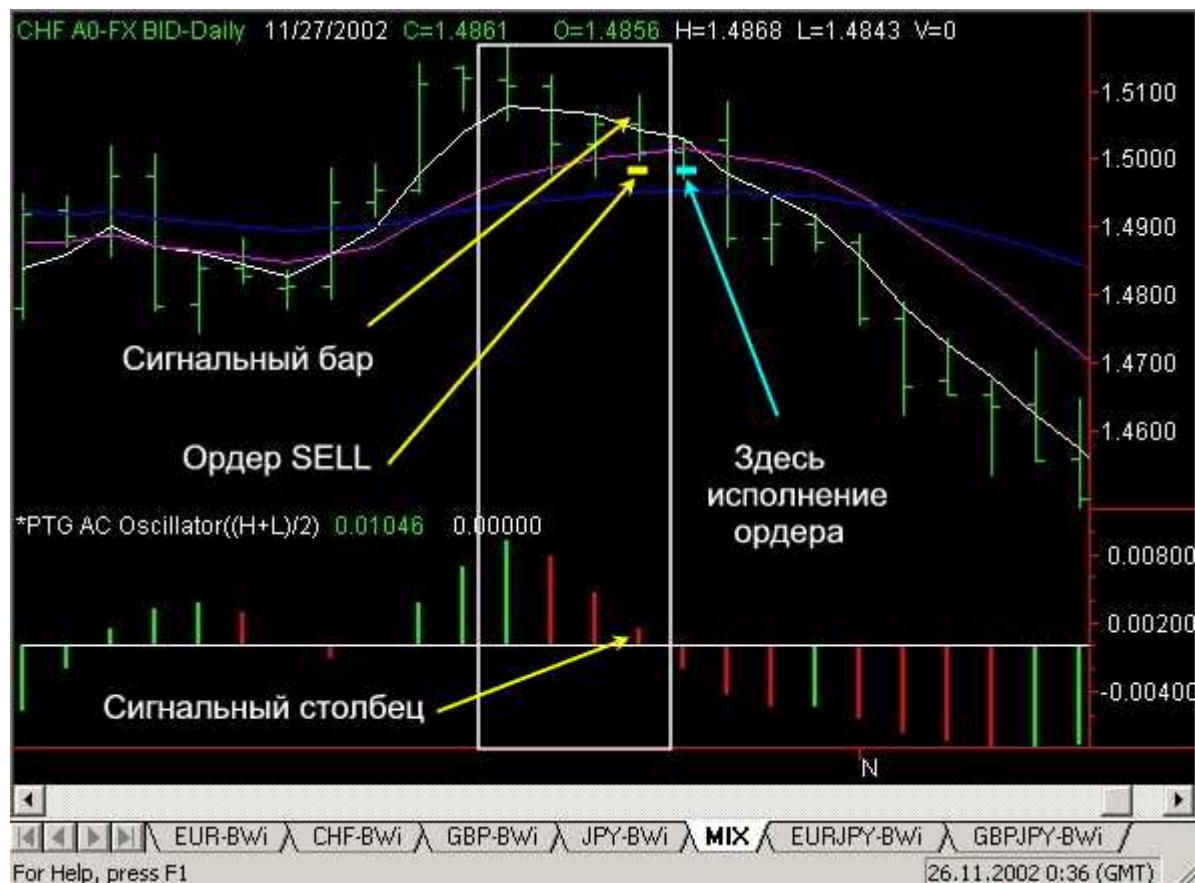 CHF A0-FX BID-Daily 11/27/2002 C=1.4861 O=1.4856 H=1.4868 L=1.4843 V=0
1.5100
1.5000
1.4900
1.4800
1.4700
1.4600
Сигнальный бар
Ордер SELL
Здесь
исполнение
ордера
*PTG AC Oscillator((H+L)/2) 0.01046 0.00000
0.00800
0.00200
-0.00400
Сигнальный столбец
N
EUR-BWi CHF-BWi GBP-BWi JPY-BWi MIX EURJPY-BWi GBPJPY-BWi
For Help, press F1 26.11.2002 0:36 (GMT)